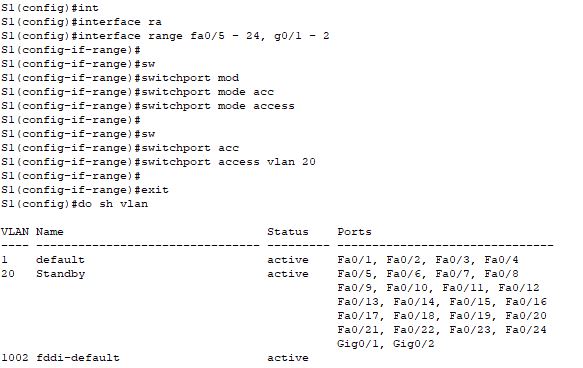 S1(config)#int
S1(config)#interface ra
S1(config)#interface range fa0/5 - 24, g0/1 - 2
S1(config-if-range)#
S1(config-if-range)#sw
S1(config-if-range)#switchport mod
S1(config-if-range)#switchport mode acc
S1(config-if-range)#switchport mode access
S1(config-if-range)#
S1(config-if-range)#sw
S1(config-if-range)#switchport acc
S1(config-if-range)#switchport access vlan 20
S1(config-if-range)#
S1(config-if-range)#exit
S1(config)#do sh vlan

VLAN Name                             Status    Ports
---- -------------------------------- --------- -------------------------------
1    default                          active    Fa0/1, Fa0/2, Fa0/3, Fa0/4
20   Standby                          active    Fa0/5, Fa0/6, Fa0/7, Fa0/8
                                                Fa0/9, Fa0/10, Fa0/11, Fa0/12
                                                Fa0/13, Fa0/14, Fa0/15, Fa0/16
                                                Fa0/17, Fa0/18, Fa0/19, Fa0/20
                                                Fa0/21, Fa0/22, Fa0/23, Fa0/24
                                                Gig0/1, Gig0/2
1002 fddi-default                     active